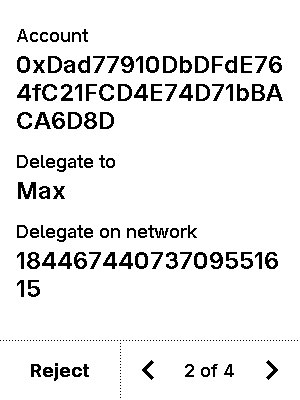 Account
0xDad77910DbDFdE76
4fC21FCD4E74D71bBA
CA6D8D
Delegate to
Max
Delegate on network
184467440737095516
15
Reject
2 of 4